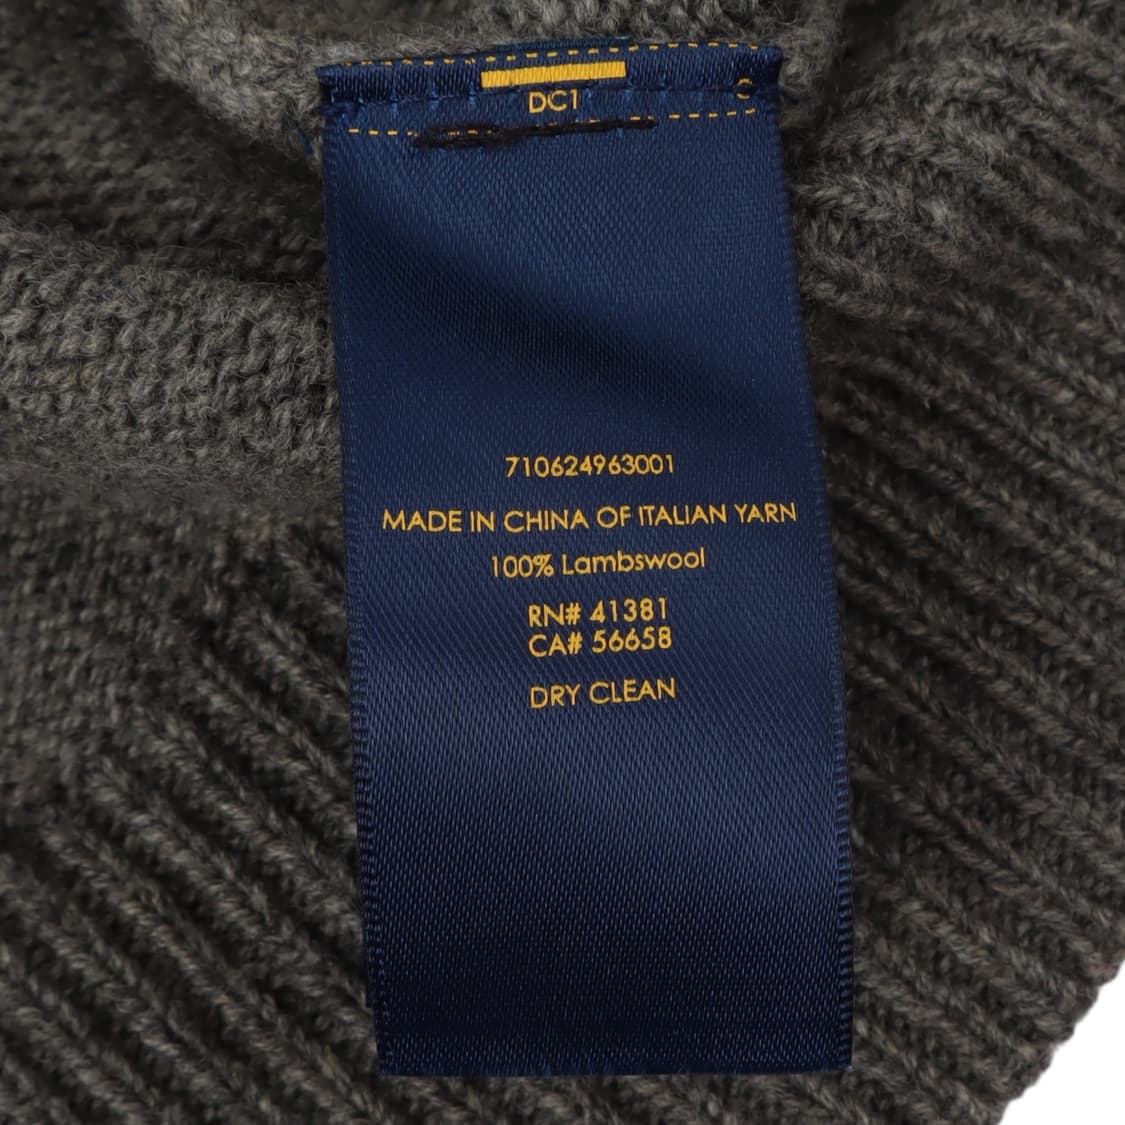 DC1
710624963001
MADE IN CHINA OF ITALIAN YARN
100% Lambswool
RN# 41381
CA# 56658
DRY CLEAN